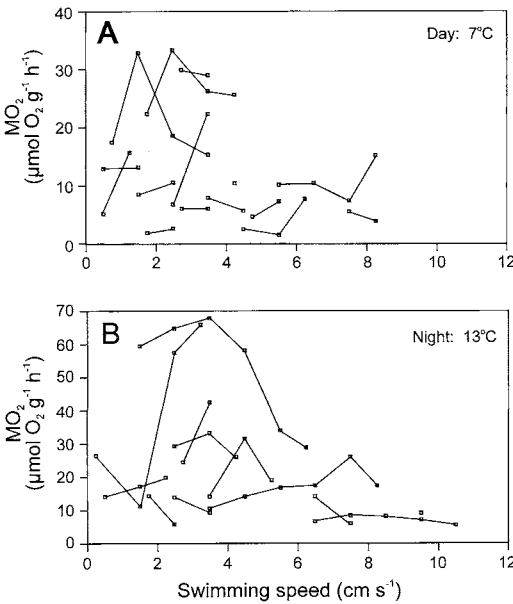 A
Day: 7°C
MO₂
(μmol O₂ g⁻¹ h⁻¹)
40
30
20
10
0
0 2 4 6 8 10 12
B
Night: 13°C
MO₂
(μmol O₂ g⁻¹ h⁻¹)
70
60
50
40
30
20
10
0
0 2 4 6 8 10 12
Swimming speed (cm s⁻¹)